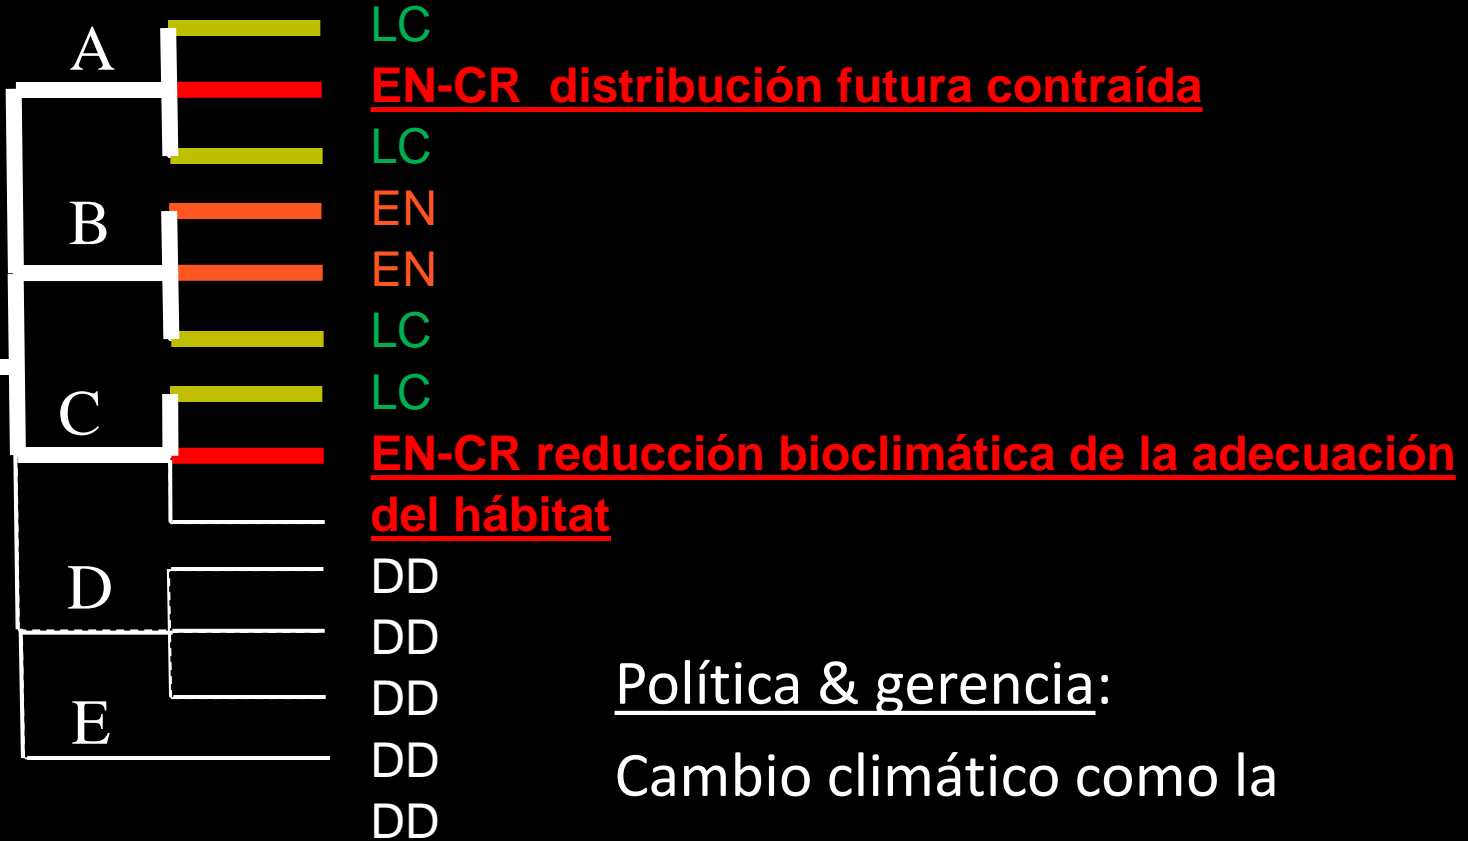 A
LC
EN-CR distribución futura contraída
LC
B
EN
EN
LC
C
LC
EN-CR reducción bioclimática de la adecuación
del hábitat
D
DD
DD
DD
E
DD
DD
Política & gerencia:
Cambio climático como la